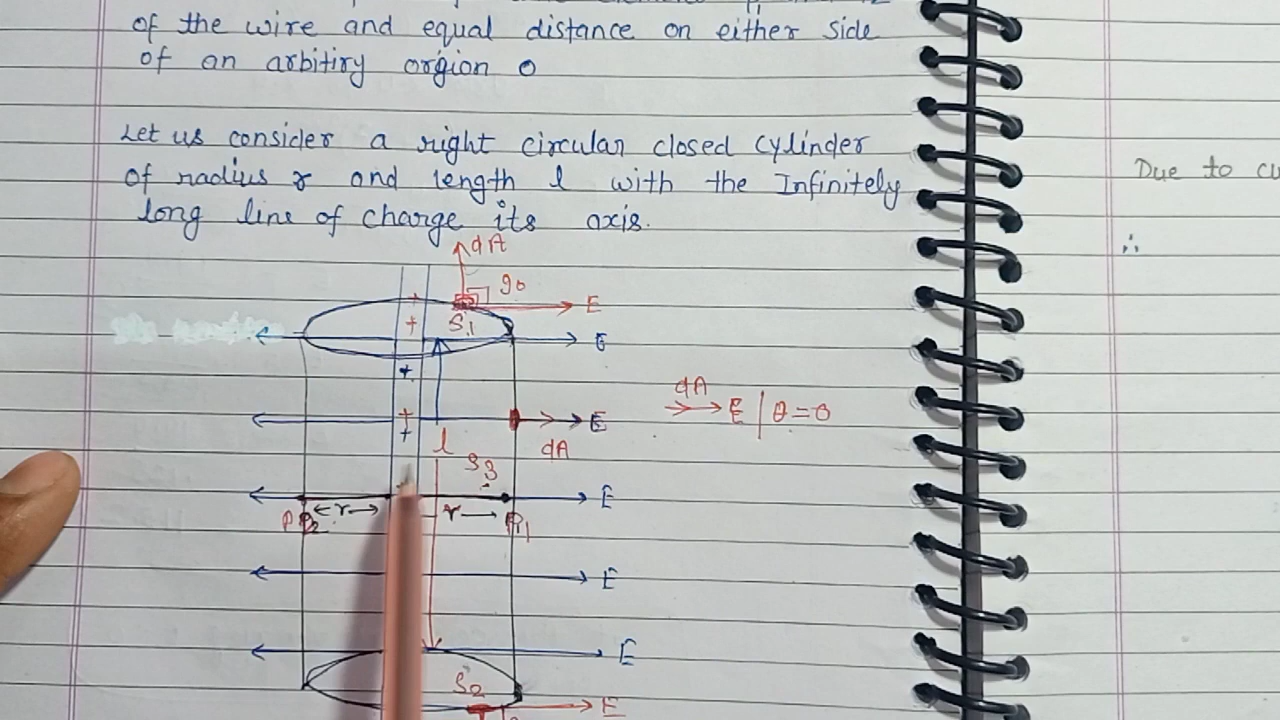 of the wire and equal distance on either side
of an arbitiry orgion O
Let us consider a right circular closed cylinder
of radius r and length l with the Infinitely
long line of charge its axis.
dA
90
E
S1
E
dA
E | θ=0
E
l
dA
S3
E
r
r
P2
P1
E
E
S2
E
Due to
∴